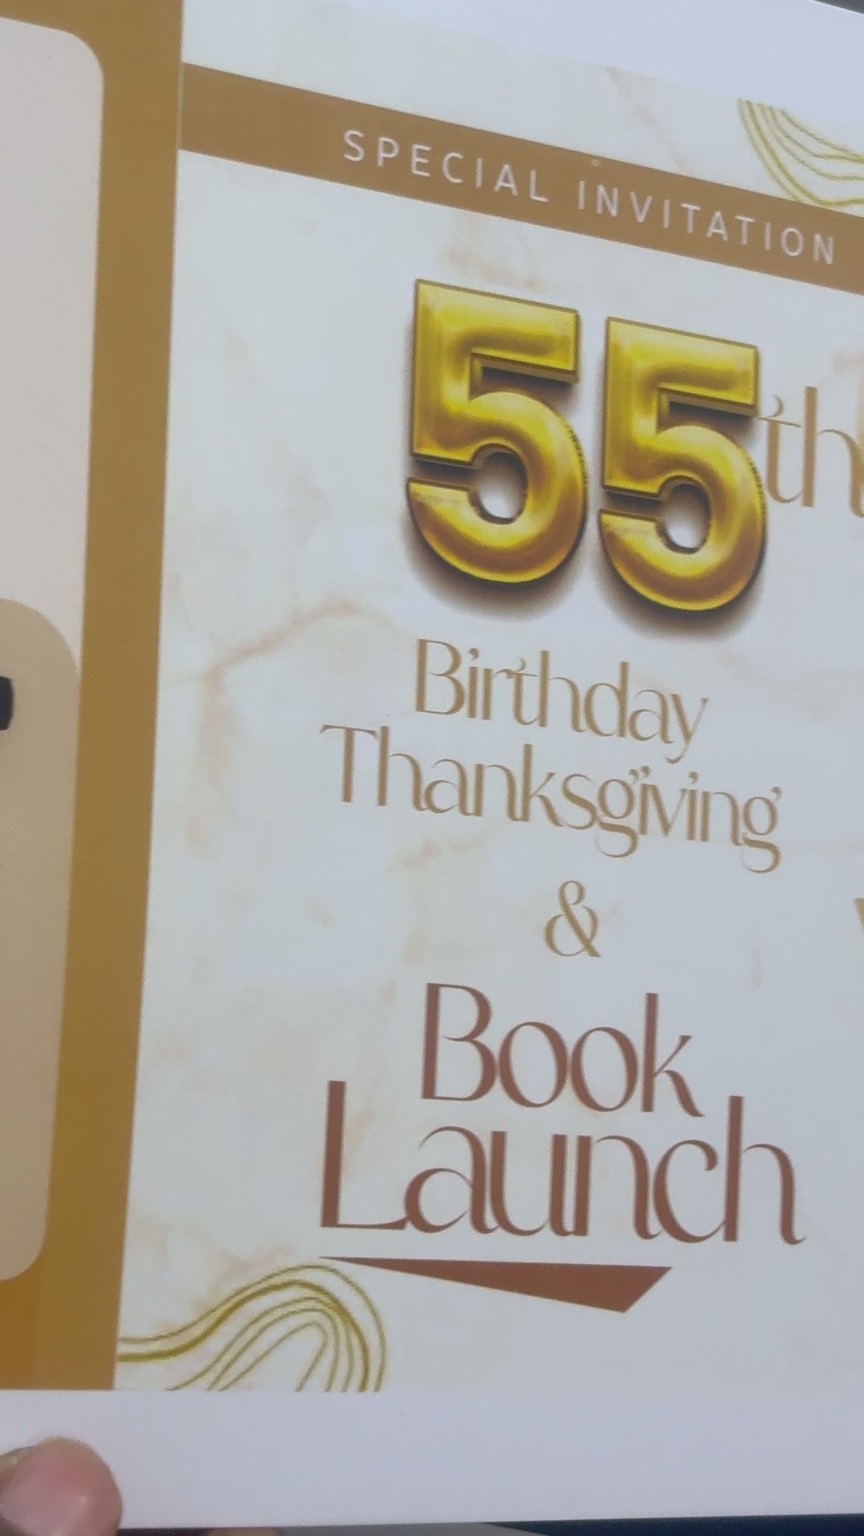 SPECIAL INVITATION
55th
Birthday
Thanksgiving
&
Book
Launch